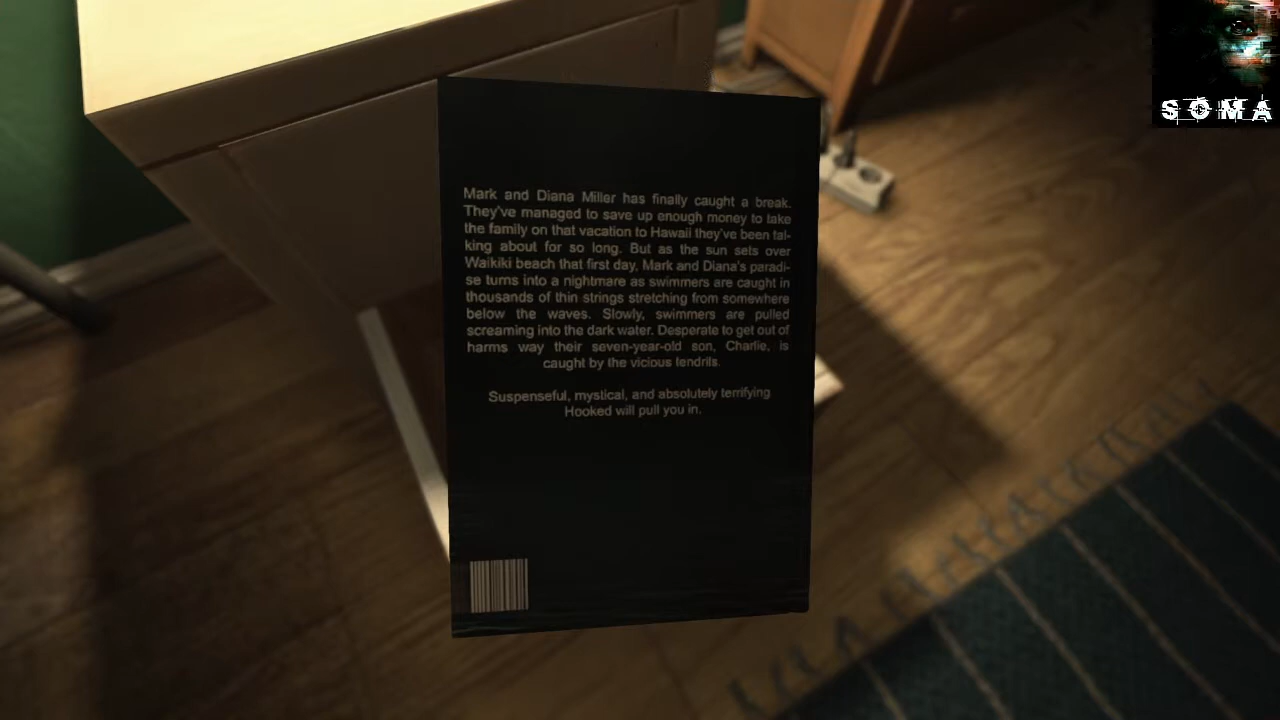 SOMA
Mark and Diana Miller has finally caught a break.
They've managed to save up enough money to take
the family on that vacation to Hawaii they've been tal-
king about for so long. But as the sun sets over
Waikiki beach that first day, Mark and Diana's paradi-
se turns into a nightmare as swimmers are caught in
thousands of thin strings stretching from somewhere
below the waves. Slowly, swimmers are pulled
screaming into the dark water. Desperate to get out of
harms way their seven-year-old son, Charlie, is
caught by the vicious tendrils.
Suspenseful, mystical, and absolutely terrifying
Hooked will pull you in.